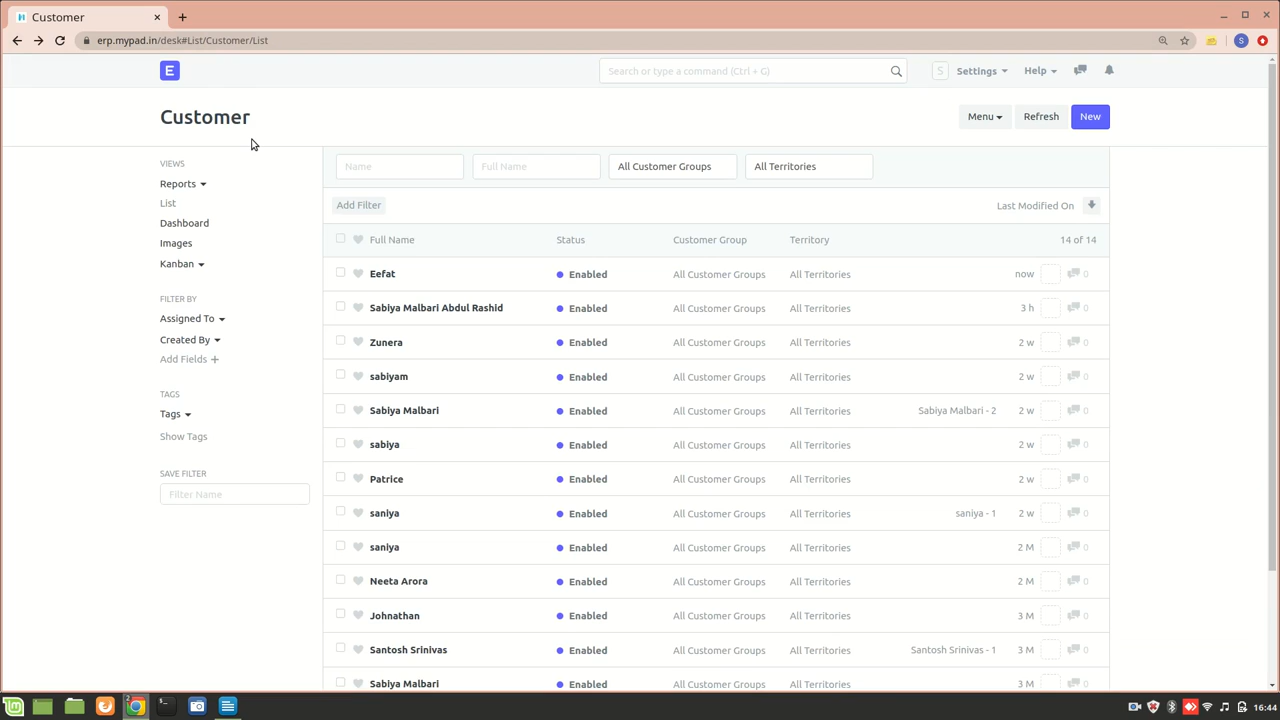 Customer
erp.mypad.in/desk#List/Customer/List
S
E
Search or type a command (Ctrl + G)
S
Settings
Help
Customer
Menu
Refresh
New
VIEWS
Reports
List
Dashboard
Images
Kanban
FILTER BY
Assigned To
Created By
Add Fields
TAGS
Tags
Show Tags
SAVE FILTER
Filter Name
Name Full Name All Customer Groups All Territories
Add Filter Last Modified On
Full Name Status Customer Group Territory 14 of 14
Eefat Enabled All Customer Groups All Territories now 0
Sabiya Malbari Abdul Rashid Enabled All Customer Groups All Territories 3 h 0
Zunera Enabled All Customer Groups All Territories 2 w 0
sabiyam Enabled All Customer Groups All Territories 2 w 0
Sabiya Malbari Enabled All Customer Groups All Territories Sabiya Malbari - 2 2 w 0
sabiya Enabled All Customer Groups All Territories 2 w 0
Patrice Enabled All Customer Groups All Territories 2 w 0
saniya Enabled All Customer Groups All Territories saniya - 1 2 w 0
saniya Enabled All Customer Groups All Territories 2 M 0
Neeta Arora Enabled All Customer Groups All Territories 2 M 0
Johnathan Enabled All Customer Groups All Territories 3 M 0
Santosh Srinivas Enabled All Customer Groups All Territories Santosh Srinivas - 1 3 M 0
Sabiya Malbari Enabled All Customer Groups All Territories 3 M 0
2
16:44